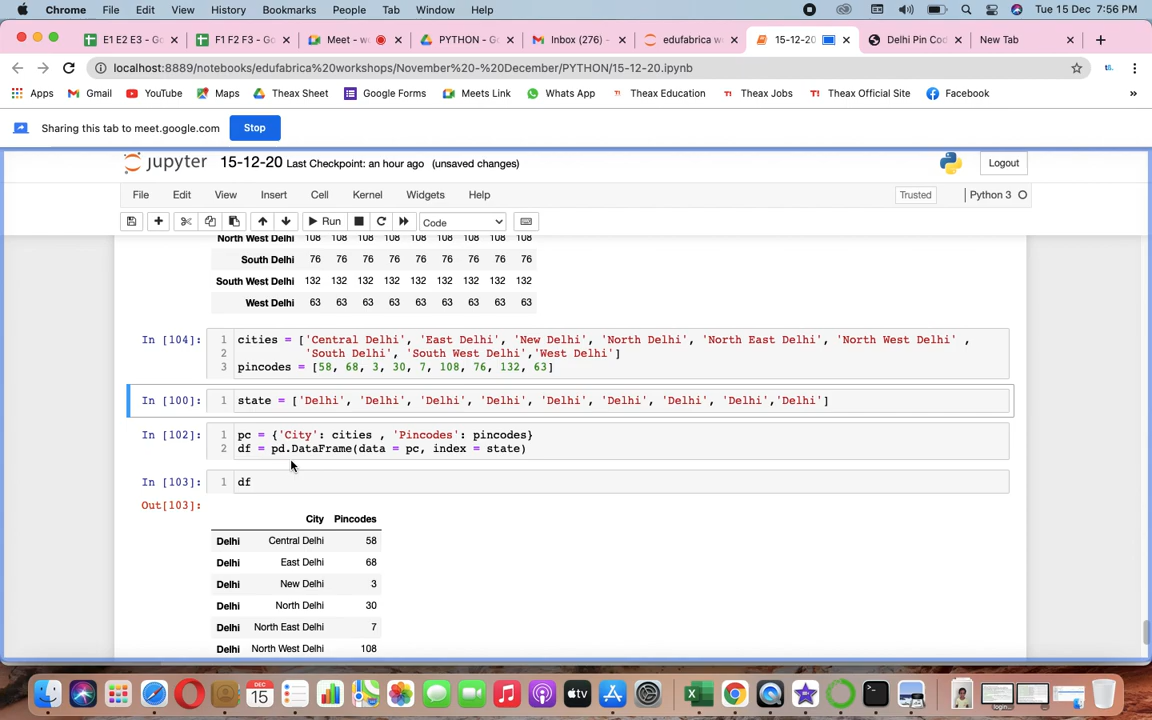 Chrome File Edit View History Bookmarks People Tab Window Help Tue 15 Dec 7:56 PM
E1 E2 E3 - Go F1 F2 F3 - Go Meet - w PYTHON - G Inbox (276) - edufabrica w 15-12-20 Delhi Pin Co New Tab
localhost:8889/notebooks/edufabrica%20workshops/November%20-%20December/PYTHON/15-12-20.ipynb
Apps Gmail YouTube Maps Theax Sheet Google Forms Meets Link Whats App Theax Education Theax Jobs Theax Official Site Facebook »
Sharing this tab to meet.google.com Stop
jupyter 15-12-20 Last Checkpoint: an hour ago (unsaved changes) Logout
File Edit View Insert Cell Kernel Widgets Help Trusted Python 3
Run Code
North West Delhi 108 108 108 108 108 108 108 108
South Delhi 76 76 76 76 76 76 76 76
South West Delhi 132 132 132 132 132 132 132 132
West Delhi 63 63 63 63 63 63 63 63
In [104]: 1 cities = ['Central Delhi', 'East Delhi', 'New Delhi', 'North Delhi', 'North East Delhi', 'North West Delhi' ,
2 'South Delhi', 'South West Delhi','West Delhi']
3 pincodes = [58, 68, 3, 30, 7, 108, 76, 132, 63]
In [100]: 1 state = ['Delhi', 'Delhi', 'Delhi', 'Delhi', 'Delhi', 'Delhi', 'Delhi', 'Delhi','Delhi']
In [102]: 1 pc = {'City': cities , 'Pincodes': pincodes}
2 df = pd.DataFrame(data = pc, index = state)
In [103]: 1 df
Out[103]:
City Pincodes
Delhi Central Delhi 58
Delhi East Delhi 68
Delhi New Delhi 3
Delhi North Delhi 30
Delhi North East Delhi 7
Delhi North West Delhi 108
DEC
15
tv